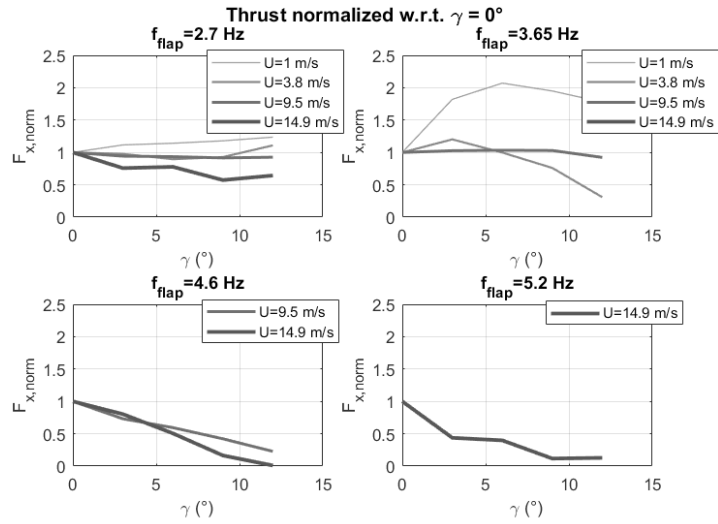 Thrust normalized w.r.t. γ = 0°
f_flap=2.7 Hz
U=1 m/s
U=3.8 m/s
U=9.5 m/s
U=14.9 m/s
F_x,norm
2.5
2
1.5
1
0.5
0
0 5 10 15
γ (°)
f_flap=3.65 Hz
U=1 m/s
U=3.8 m/s
U=9.5 m/s
U=14.9 m/s
F_x,norm
2.5
2
1.5
1
0.5
0
0 5 10 15
γ (°)
f_flap=4.6 Hz
U=9.5 m/s
U=14.9 m/s
F_x,norm
2.5
2
1.5
1
0.5
0
0 5 10 15
γ (°)
f_flap=5.2 Hz
U=14.9 m/s
F_x,norm
2.5
2
1.5
1
0.5
0
0 5 10 15
γ (°)